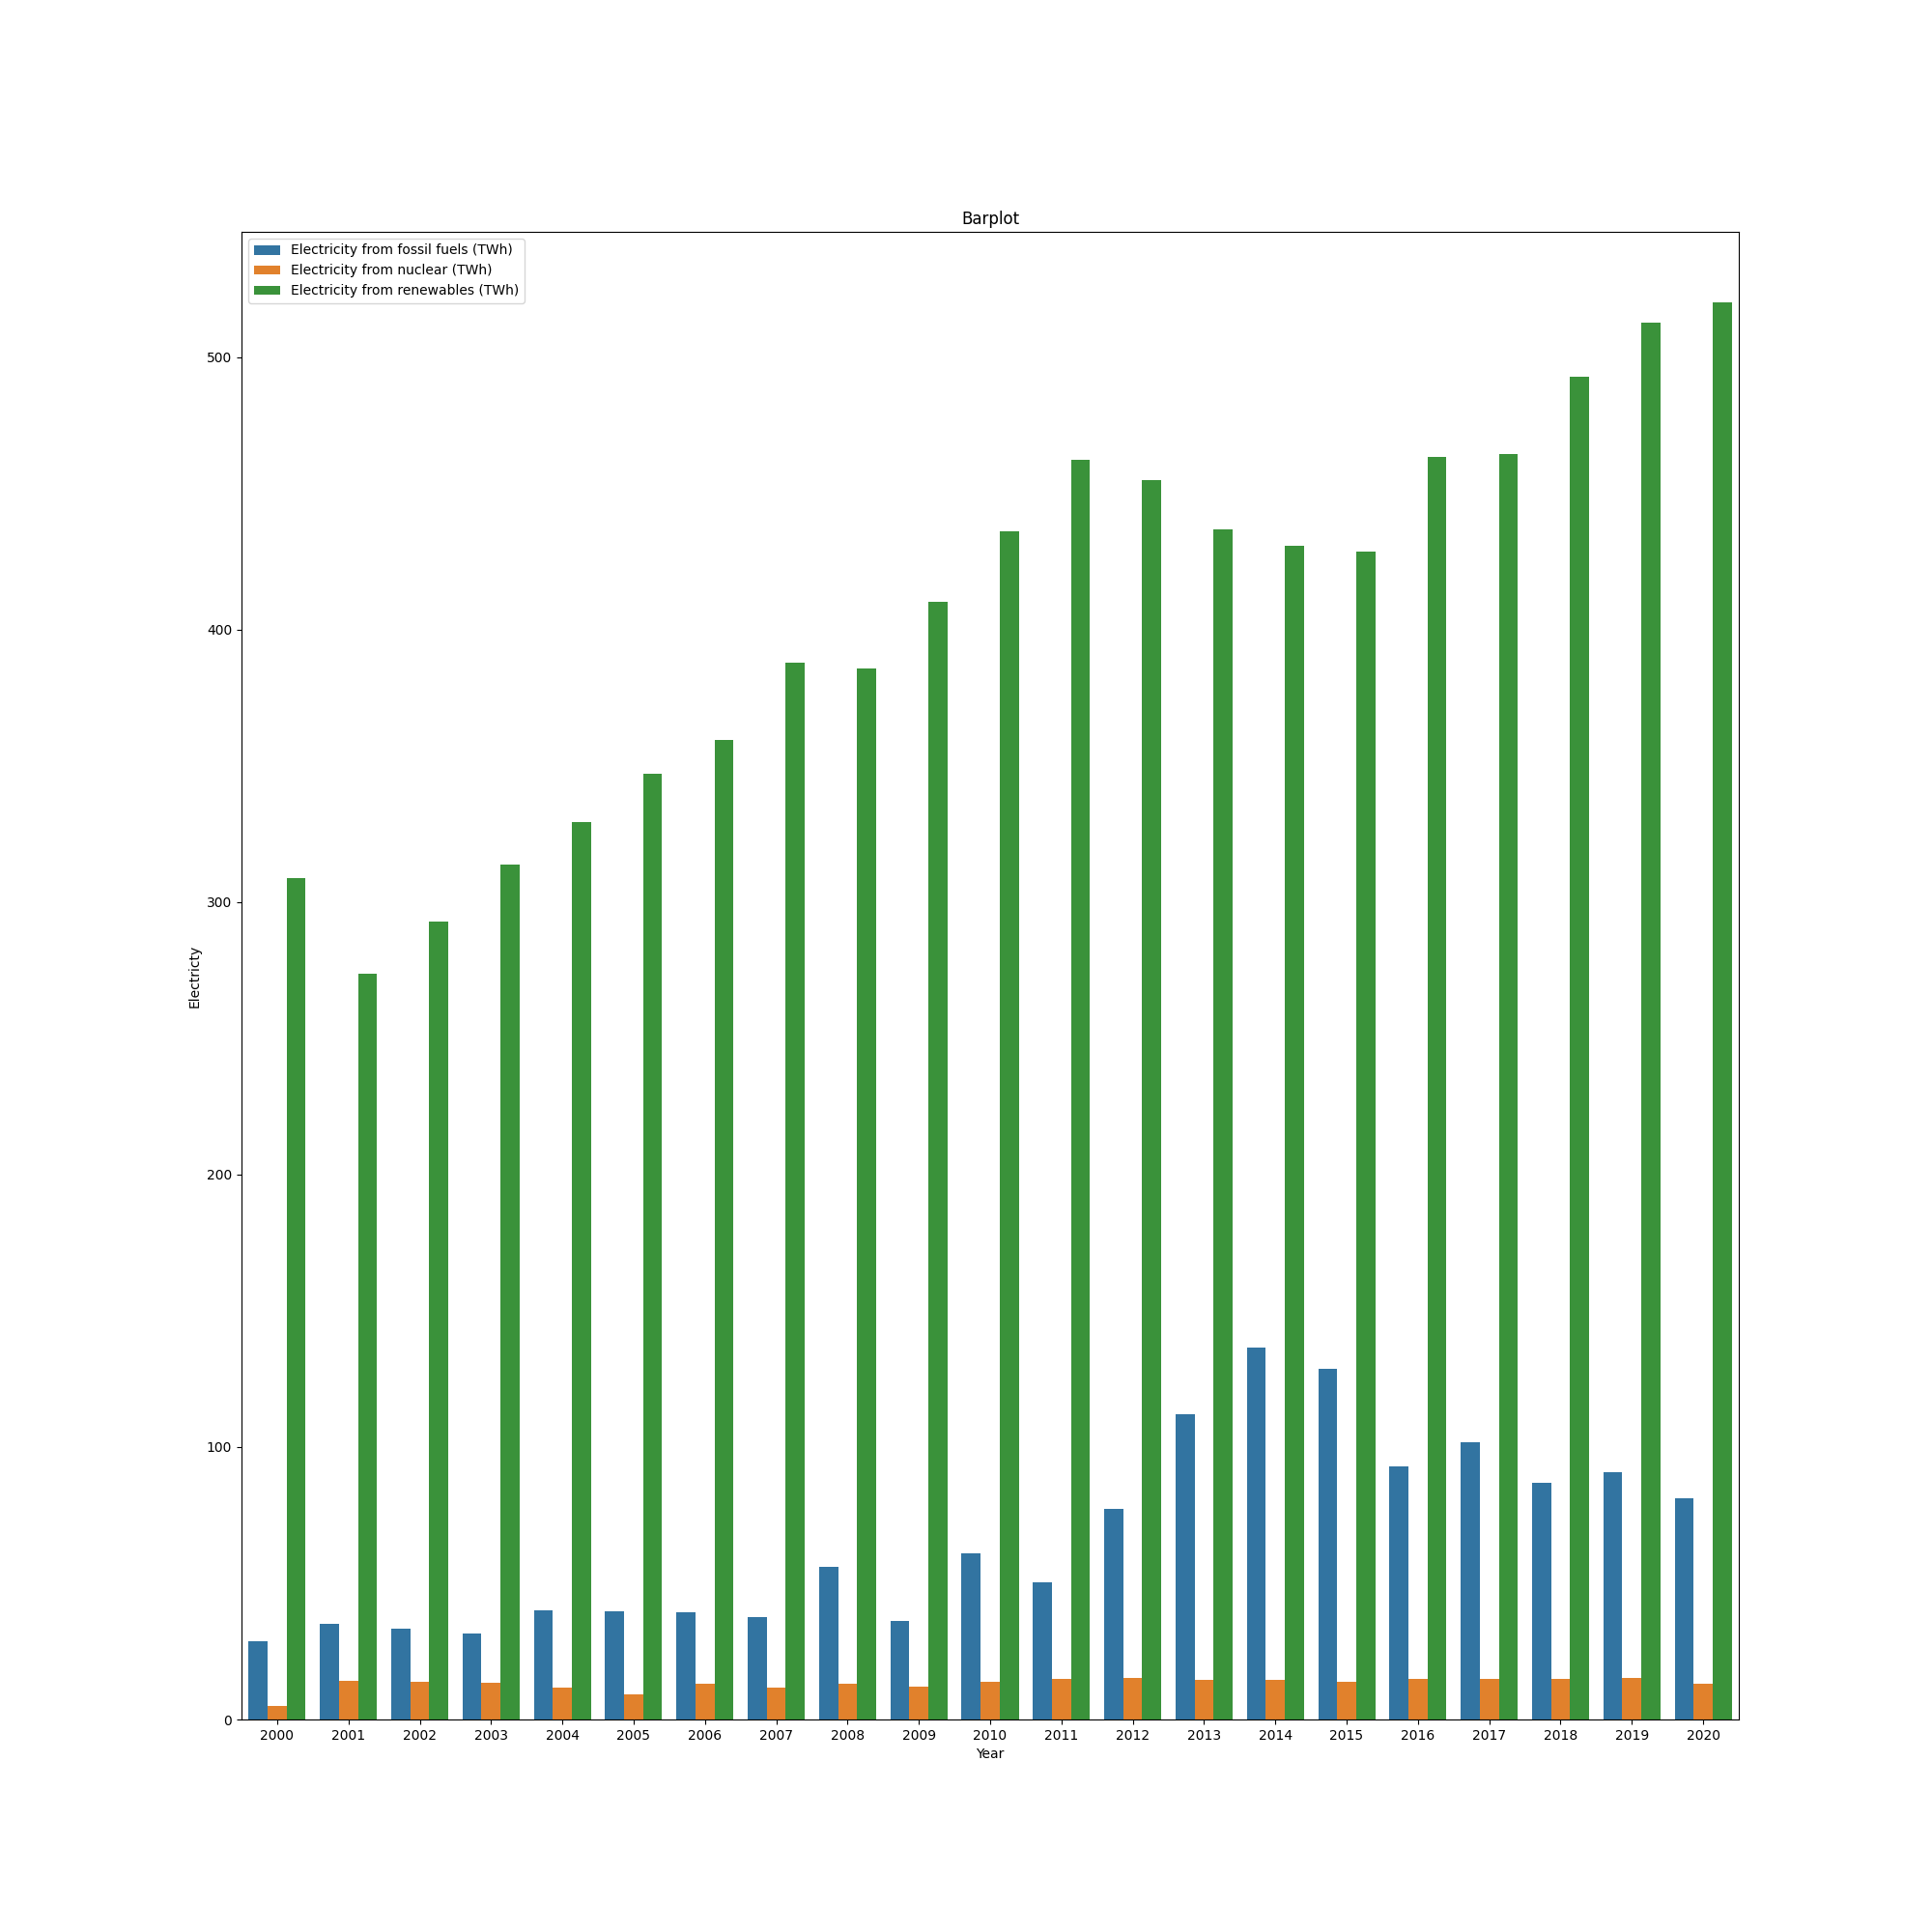 Barplot
Electricity from fossil fuels (TWh)
Electricity from nuclear (TWh)
Electricity from renewables (TWh)
500
400
300
200
100
0
Electricty
2000 2001 2002 2003 2004 2005 2006 2007 2008 2009 2010 2011 2012 2013 2014 2015 2016 2017 2018 2019 2020
Year